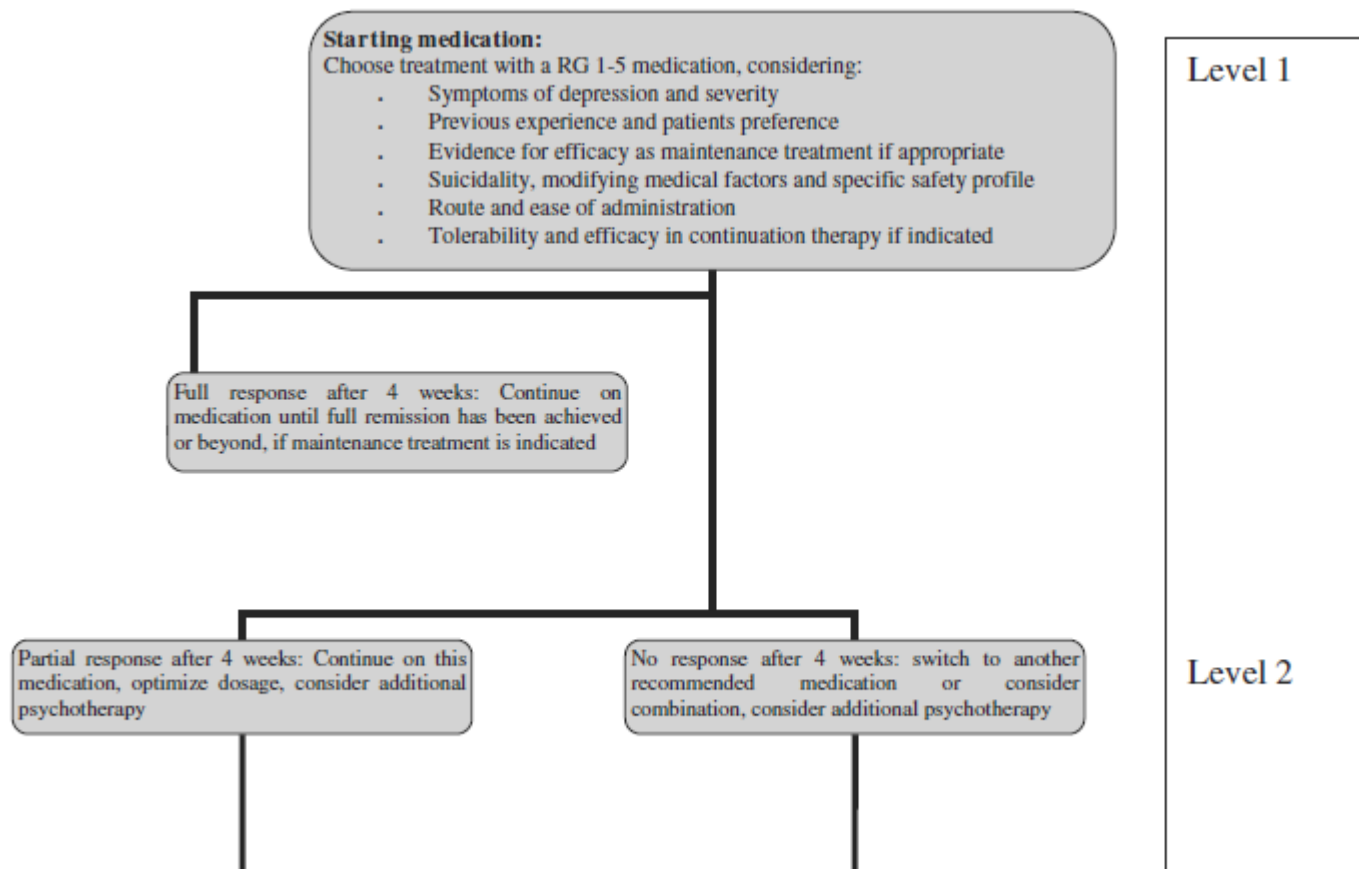 Starting medication:
Choose treatment with a RG 1-5 medication, considering:
. Symptoms of depression and severity
. Previous experience and patients preference
. Evidence for efficacy as maintenance treatment if appropriate
. Suicidality, modifying medical factors and specific safety profile
. Route and ease of administration
. Tolerability and efficacy in continuation therapy if indicated
Level 1
Full response after 4 weeks: Continue on
medication until full remission has been achieved
or beyond, if maintenance treatment is indicated
Partial response after 4 weeks: Continue on this
medication, optimize dosage, consider additional
psychotherapy
No response after 4 weeks: switch to another
recommended medication or consider
combination, consider additional psychotherapy
Level 2